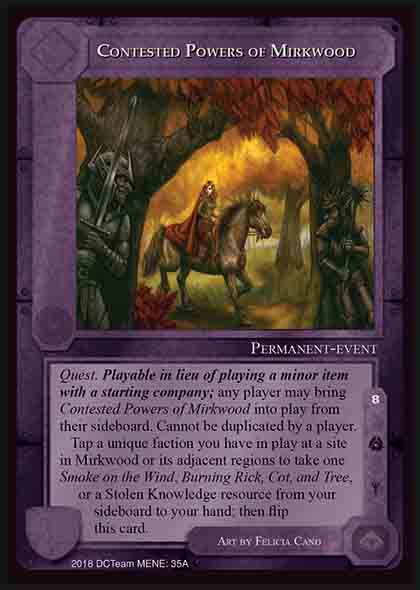 Contested Powers of Mirkwood
Permanent-event
Quest. Playable in lieu of playing a minor item
with a starting company; any player may bring
Contested Powers of Mirkwood into play from
their sideboard. Cannot be duplicated by a player.
Tap a unique faction you have in play at a site
in Mirkwood or its adjacent regions to take one
Smoke on the Wind, Burning Rick, Cot, and Tree,
or a Stolen Knowledge resource from your
sideboard to your hand; then flip
this card.
8
Art by Felicia Cano
2018 DCTeam MENE: 35A